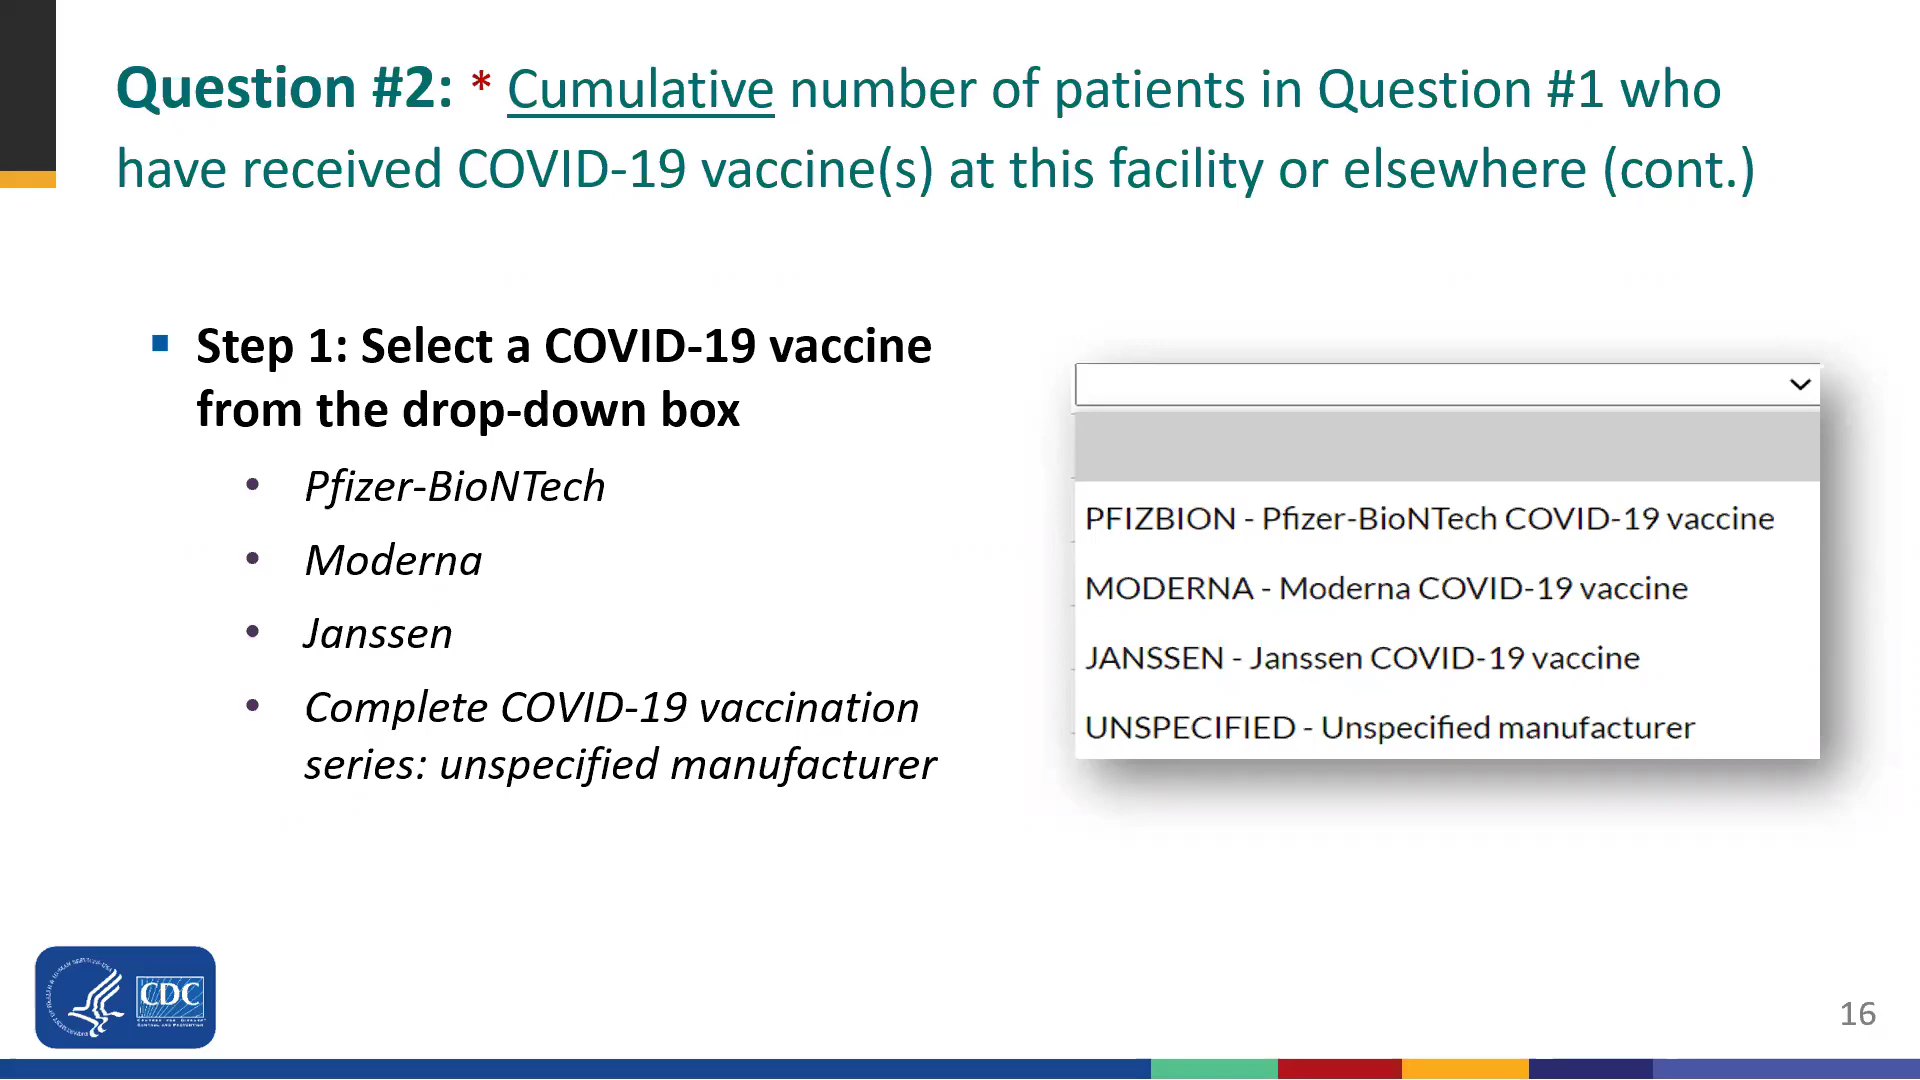 Question #2: * Cumulative number of patients in Question #1 who
have received COVID-19 vaccine(s) at this facility or elsewhere (cont.)
Step 1: Select a COVID-19 vaccine
from the drop-down box
Pfizer-BioNTech
Moderna
Janssen
Complete COVID-19 vaccination
series: unspecified manufacturer
PFIZBION - Pfizer-BioNTech COVID-19 vaccine
MODERNA - Moderna COVID-19 vaccine
JANSSEN - Janssen COVID-19 vaccine
UNSPECIFIED - Unspecified manufacturer
CDC
16